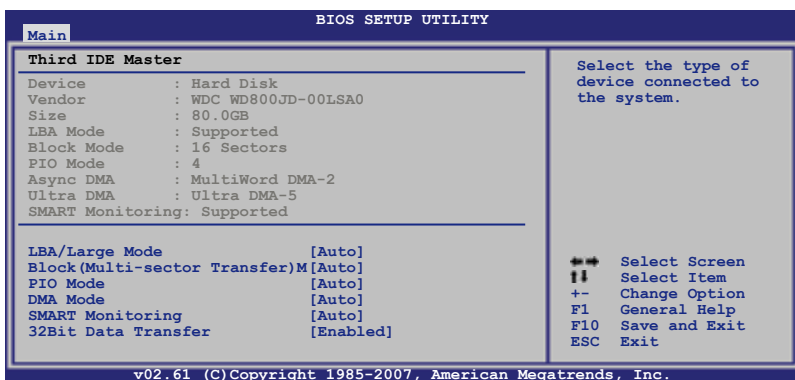 BIOS SETUP UTILITY
Main
Third IDE Master
Device : Hard Disk
Vendor : WDC WD800JD-00LSA0
Size : 80.0GB
LBA Mode : Supported
Block Mode : 16 Sectors
PIO Mode : 4
Async DMA : MultiWord DMA-2
Ultra DMA : Ultra DMA-5
SMART Monitoring: Supported
LBA/Large Mode [Auto]
Block(Multi-sector Transfer)M[Auto]
PIO Mode [Auto]
DMA Mode [Auto]
SMART Monitoring [Auto]
32Bit Data Transfer [Enabled]
Select the type of
device connected to
the system.
Select Screen
Select Item
+- Change Option
F1 General Help
F10 Save and Exit
ESC Exit
v02.61 (C)Copyright 1985-2007, American Megatrends, Inc.